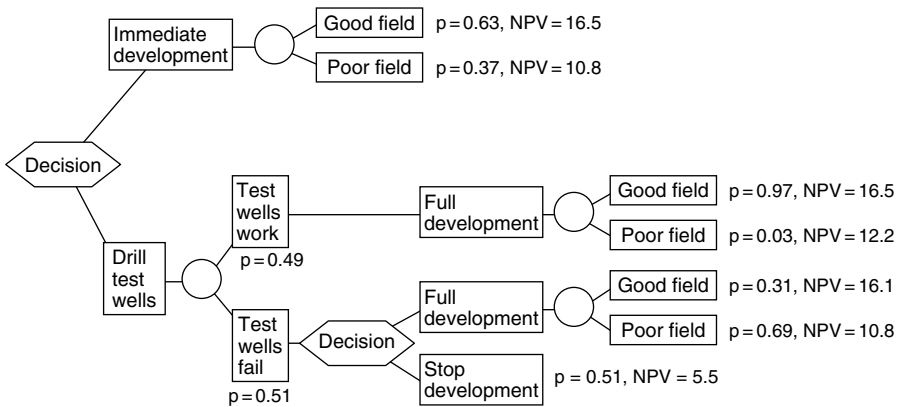 Immediate
development
Good field
p = 0.63, NPV = 16.5
Poor field
p = 0.37, NPV = 10.8
Decision
Drill
test
wells
Test
wells
work
p = 0.49
Full
development
Good field
p = 0.97, NPV = 16.5
Poor field
p = 0.03, NPV = 12.2
Test
wells
fail
p = 0.51
Decision
Full
development
Good field
p = 0.31, NPV = 16.1
Poor field
p = 0.69, NPV = 10.8
Stop
development
p = 0.51, NPV = 5.5